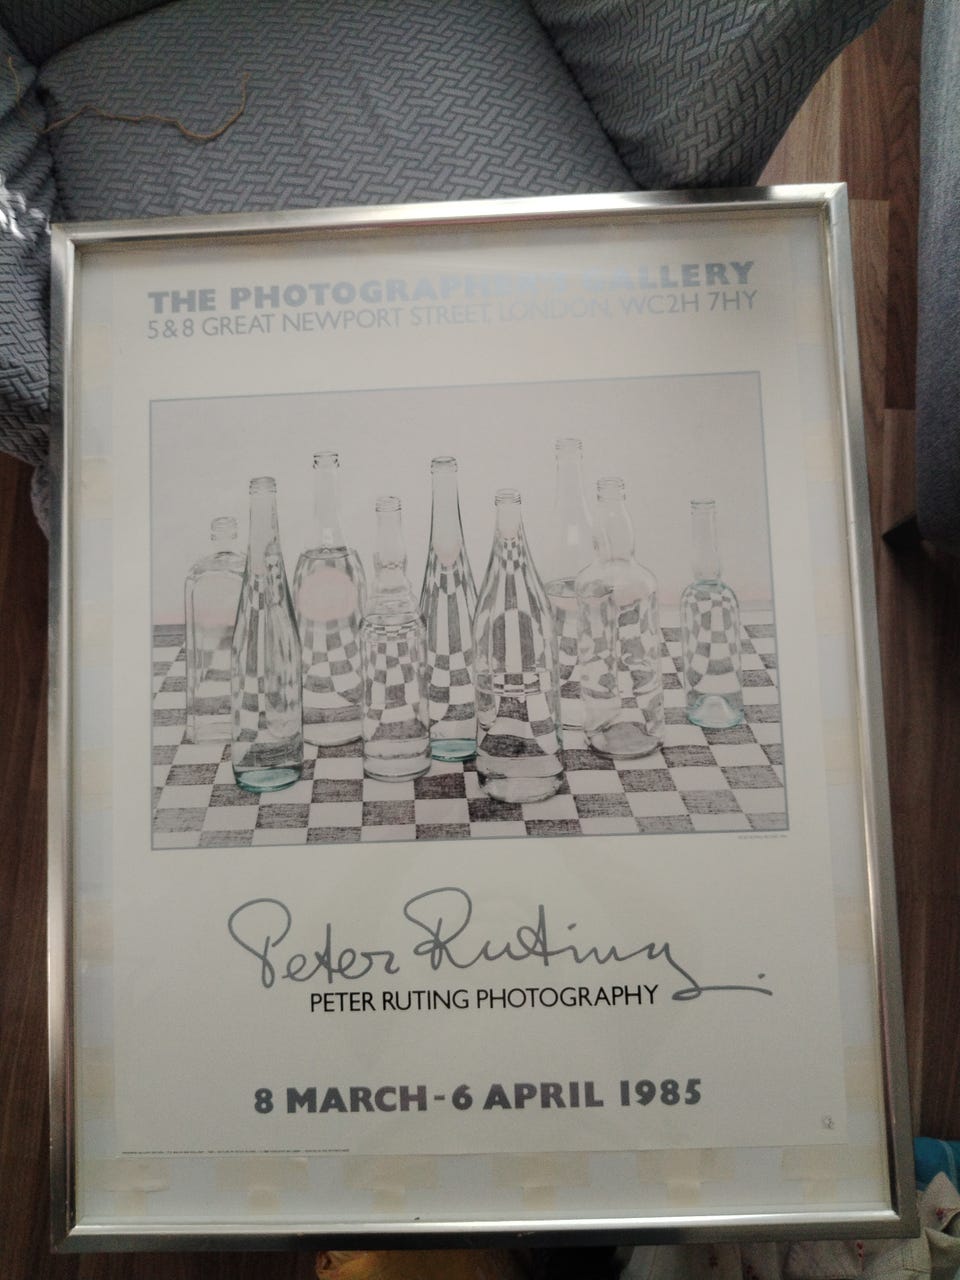 THE PHOTOGRAPHER'S GALLERY
5 & 8 GREAT NEWPORT STREET, LONDON, WC2H 7HY
Peter Ruting
PETER RUTING PHOTOGRAPHY
8 MARCH - 6 APRIL 1985